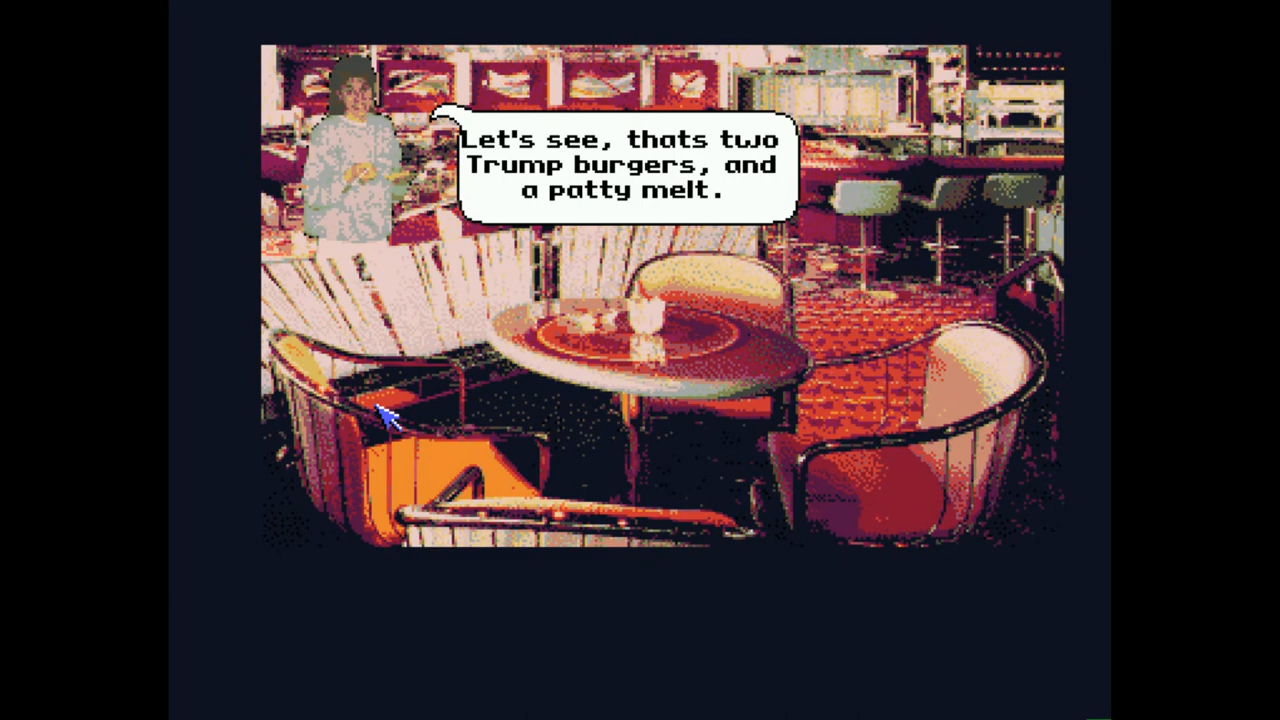 Let's see, thats two
Trump burgers, and
a patty melt.